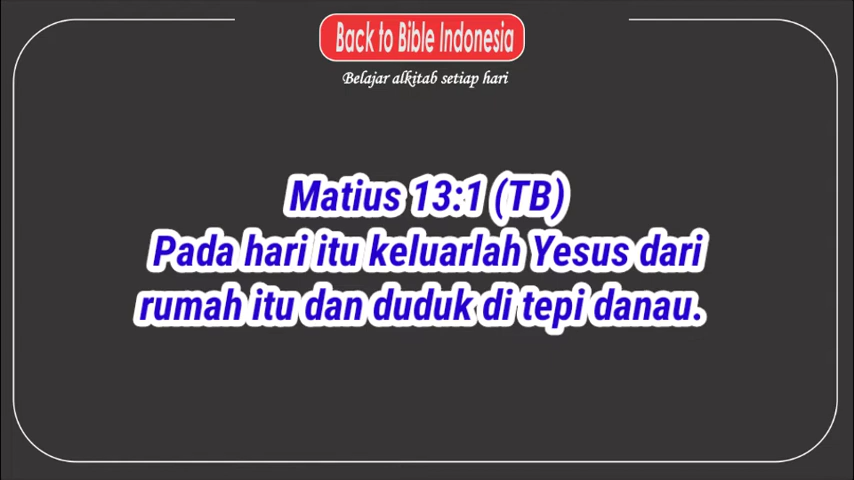 Back to Bible Indonesia
Belajar alkitab setiap hari
Matius 13:1 (TB)
Pada hari itu keluarlah Yesus dari
rumah itu dan duduk di tepi danau.